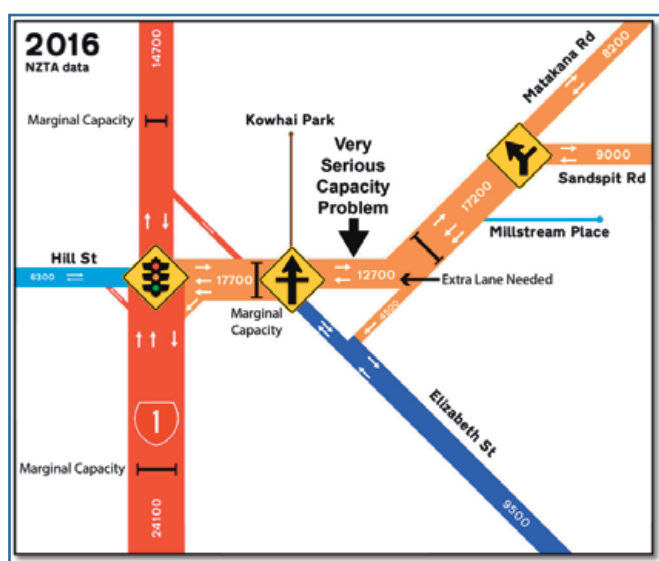 2016
NZTA data
14700
Matakana Rd
8200
Marginal Capacity
Kowhai Park
Very
Serious
Capacity
Problem
9000
Sandspit Rd
17200
Millstream Place
Hill St
6300
17700
12700
Extra Lane Needed
Marginal
Capacity
4500
Elizabeth St
1
Marginal Capacity
24100
9500